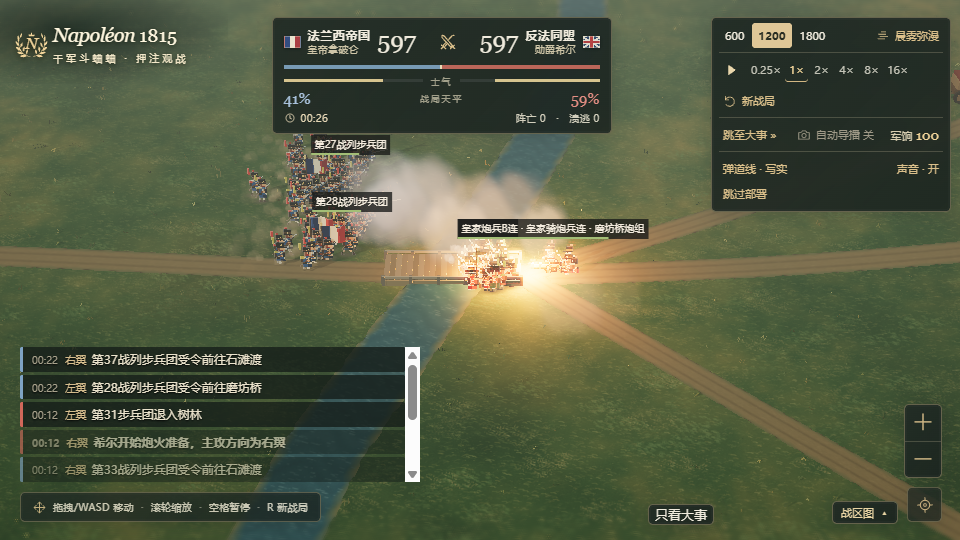 Napoléon 1815
千军斗蛐蛐 · 押注观战
法兰西帝国
皇帝拿破仑
597
597
反法同盟
勋爵希尔
士气
41%
战局天平
59%
00:26
阵亡 0 · 溃逃 0
600 1200 1800 晨雾弥漫
0.25× 1× 2× 4× 8× 16×
新战局
跳至大事 »
自动导播 关
军饷 100
弹道线 · 写实
声音 · 开
跳过部署
第27战列步兵团
第28战列步兵团
皇家炮兵B连 · 皇家骑炮兵连 · 磨坊桥炮组
00:22 右翼 第37战列步兵团受令前往石滩渡
00:22 左翼 第28战列步兵团受令前往磨坊桥
00:12 左翼 第31步兵团退入树林
00:12 右翼 希尔开始炮火准备，主攻方向为右翼
00:12 右翼 第33战列步兵团受令前往石滩渡
拖拽/WASD 移动 · 滚轮缩放 · 空格暂停 · R 新战局
只看大事
战区图